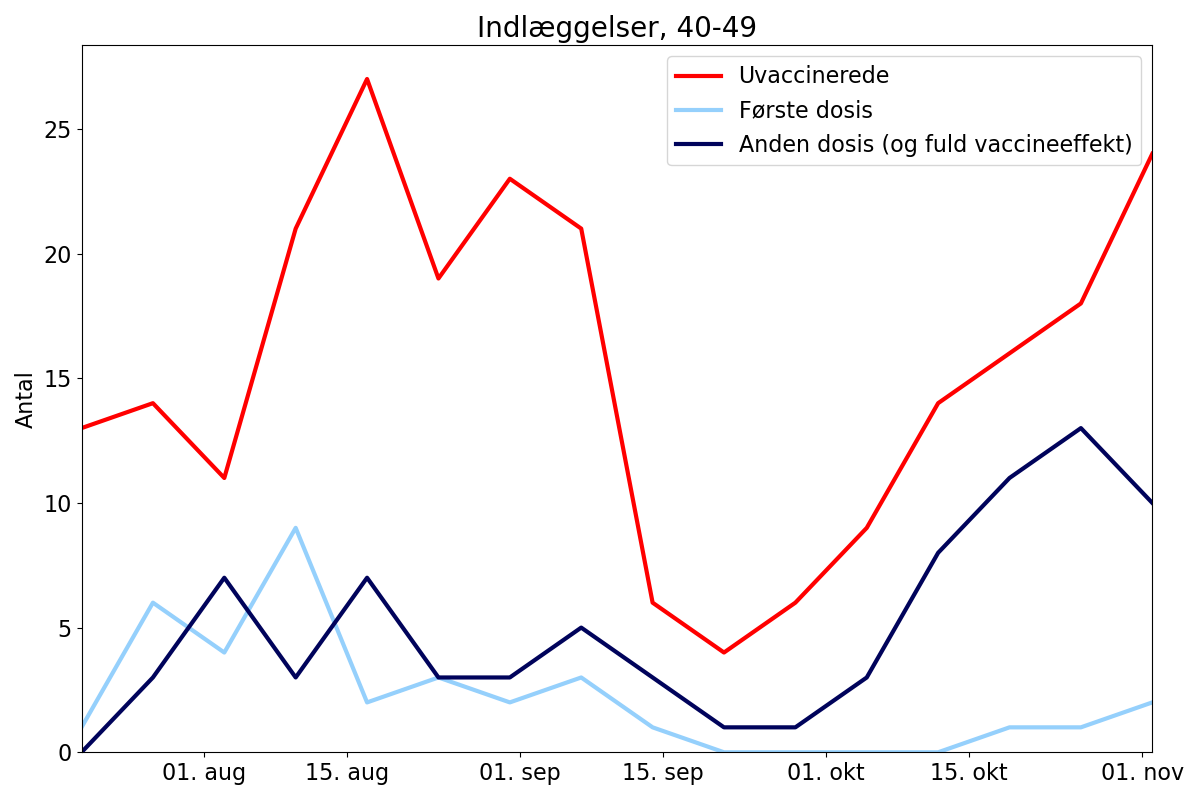 Indlæggelser, 40-49
Uvaccinerede
Første dosis
Anden dosis (og fuld vaccineeffekt)
Antal
25
20
15
10
5
0
01. aug
15. aug
01. sep
15. sep
01. okt
15. okt
01. nov